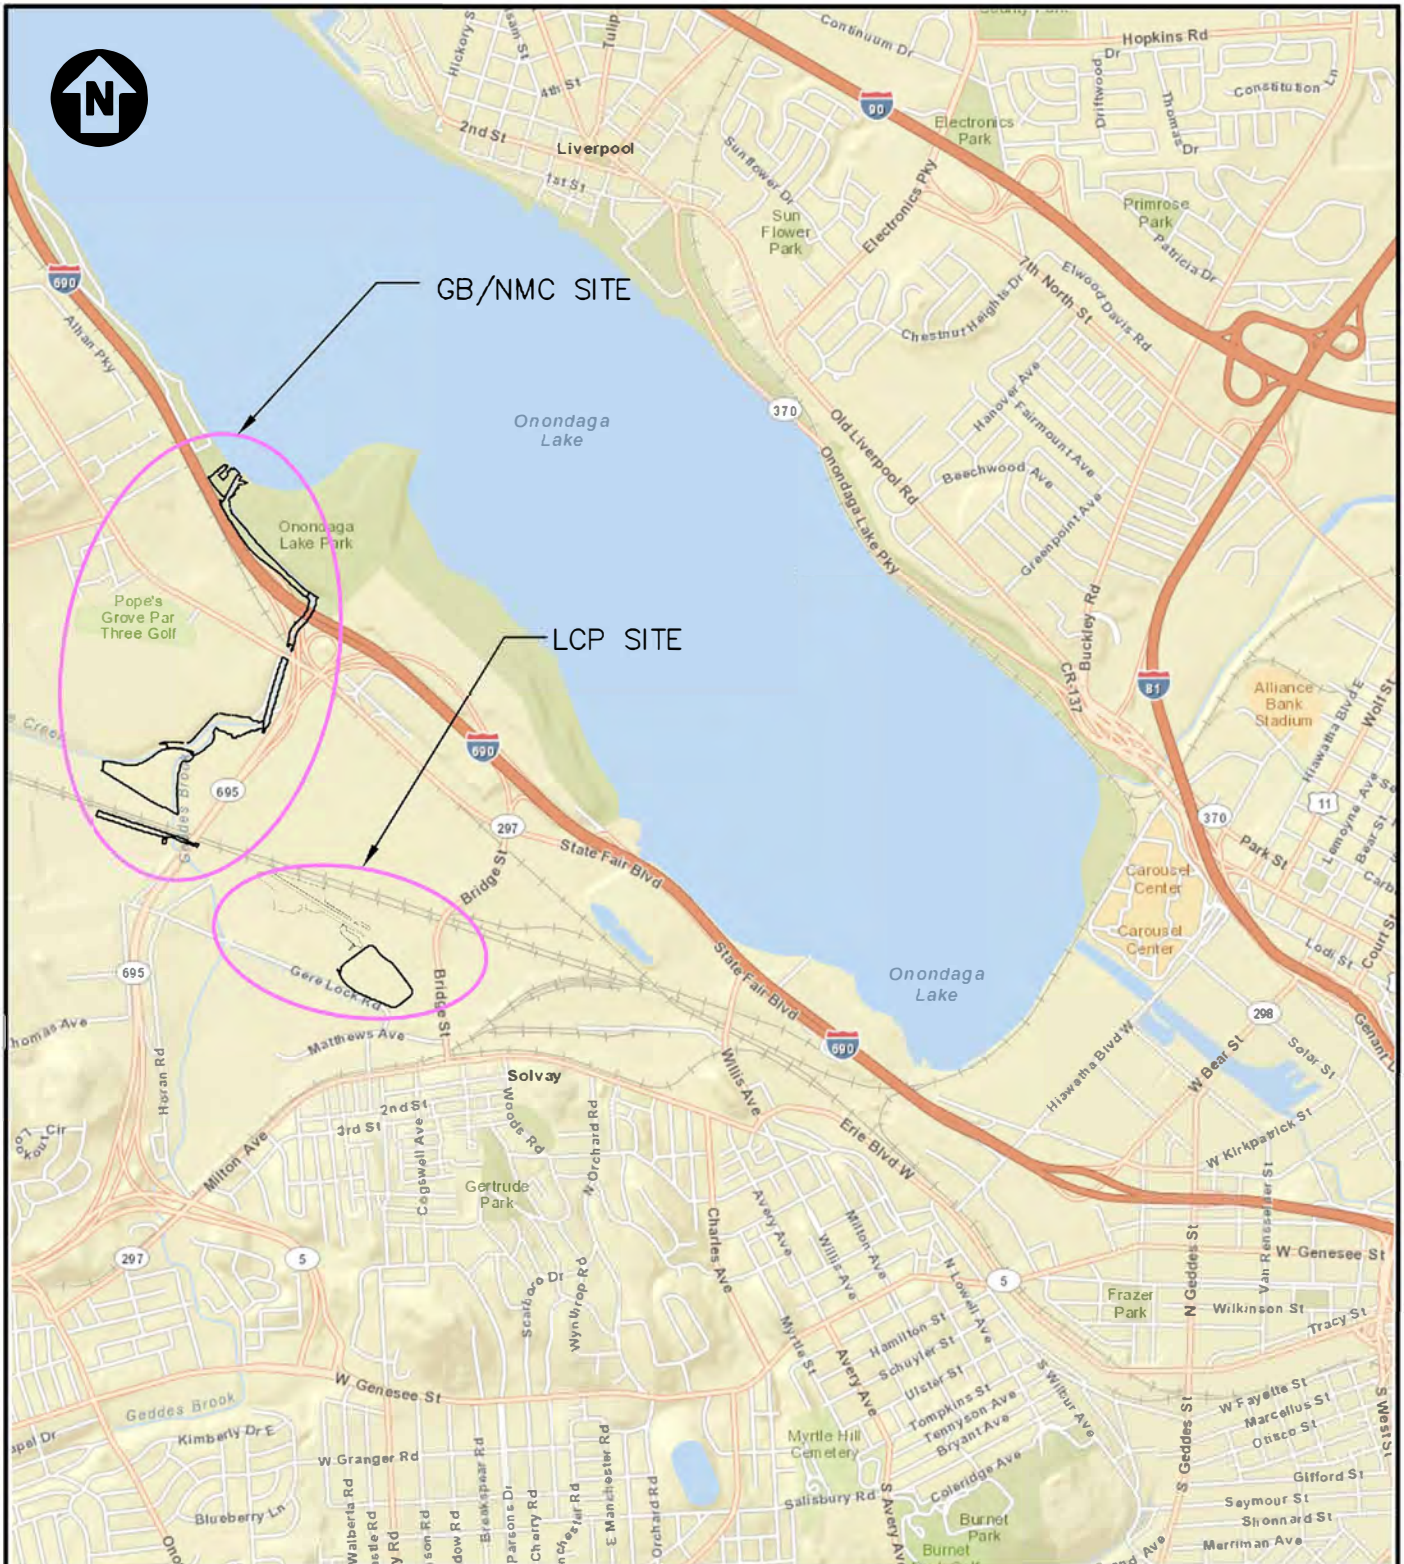 N
Hickory S
Tulip
4th St
2nd St
Liverpool
1st St
Continuum Dr
Hopkins Rd
Driftwood Dr
Thomas Dr
Constitution Ln
90
Electronics
Park
Sunflower Dr
Electronics Pky
Sun
Flower
Park
Primrose
Park
Patricia Dr
7th North St
Elwood Davis Rd
Chestnut Heights Dr
690
Alhan Pky
GB/NMC SITE
Onondaga
Lake
370
Old Liverpool Rd
Onondaga Lake Pky
Hanover Ave
Fairmount Ave
Beechwood Ave
Greenpoint Ave
Buckley Rd
CR-137
81
Onondaga
Lake Park
Pope's
Grove Par
Three Golf
LCP SITE
Alliance
Bank
Stadium
Hiawatha Blvd E
Wolf St
Creek
Geddes Brook
695
690
297
Bridge St
State Fair Blvd
11
370
Lemoyne Ave
Bear St
Park St
Carousel
Center
Carousel
Center
Lodi St
Court St
695
Gere Lock Rd
Bridge St
State Fair Blvd
Onondaga
Lake
298
Solar St
Genant
homas Ave
Matthews Ave
Horan Rd
Solvay
Willis Ave
690
Hiawatha Blvd W
W Bear St
W Kirkpatrick St
2nd St
3rd St
Cogswell Ave
Woods Rd
N Orchard Rd
Erie Blvd W
Milton Ave
Gertrude
Park
Charles Ave
Avery Ave
Willis Ave
Milton Ave
Van Rensselaer St
297
5
Scarboro Dr
Wynthrop Rd
N Lowell Ave
5
N Geddes St
W Genesee St
Frazer
Park
Wilkinson St
Tracy St
Myrtle St
Hamilton St
Schuyler St
Avery Ave
Ulster St
Tompkins St
Tennyson Ave
Bryant Ave
S Wilbur Ave
W Genesee St
Geddes Brook
Kimberly Dr E
W Granger Rd
Myrtle Hill
Cemetery
Coleridge Ave
S Geddes St
W Fayette St
Marcellus St
Otisco St
S West St
Gifford St
Blueberry Ln
Walberta Rd
Breakspear Rd
Parsons Dr
Cherry Rd
E Manchester Rd
Orchard Rd
Salisbury Rd
S Avery Av
Burnet
Park
Burnet
Seymour St
Shonnard St
Merriman Ave